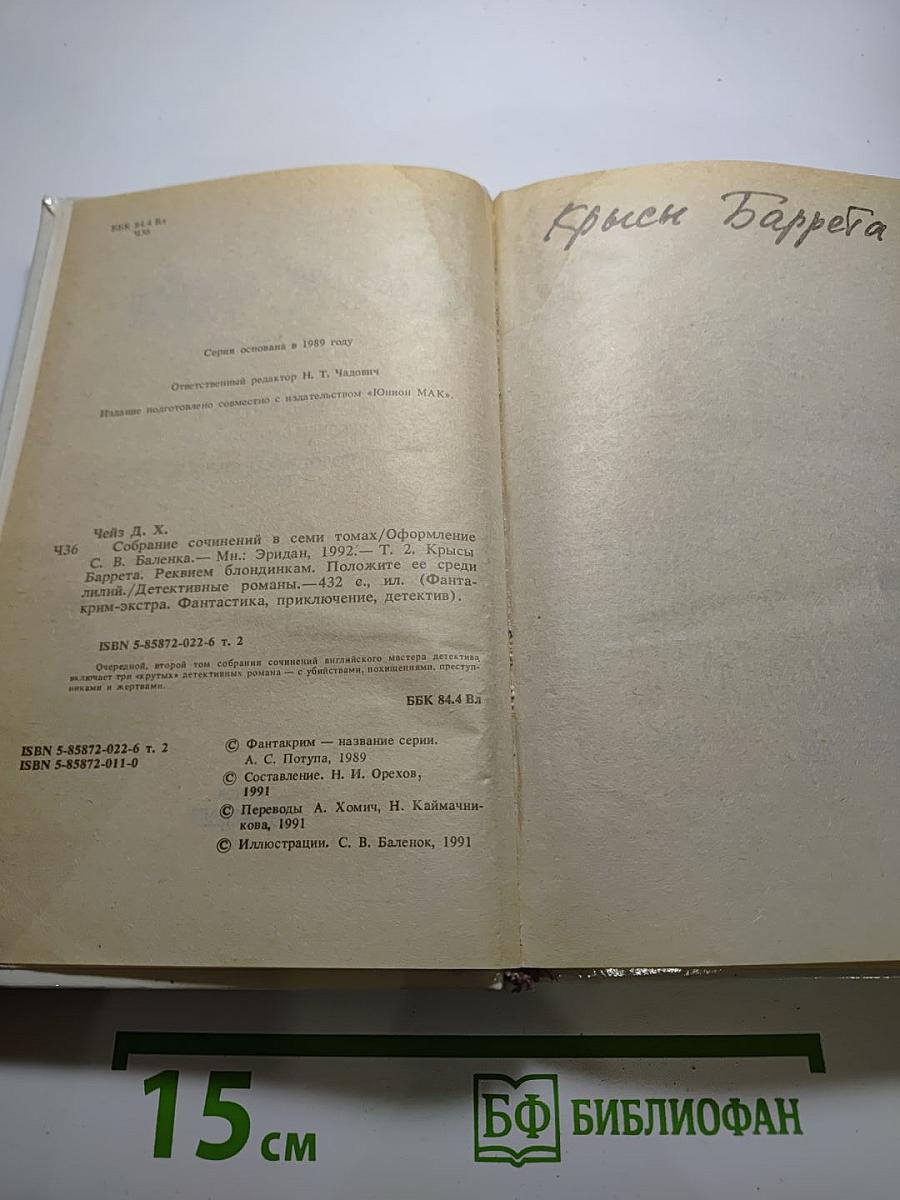 ББК 84.4 Вл
Ч36
Серия основана в 1989 году
Ответственный редактор Н. Т. Чадович
Издание подготовлено совместно с издательством «Юнион МАК».
Чейз Д. Х.
Ч36 Собрание сочинений в семи томах/Оформление
С. В. Баленка.— Мн.: Эридан, 1992.— Т. 2. Крысы
Баррета. Реквием блондинкам. Положите ее среди
лилий./Детективные романы.—432 с., ил. (Фанта-
крим-экстра. Фантастика, приключение, детектив).
ISBN 5-85872-022-6 т. 2
Очередной, второй том собрания сочинений английского мастера детектива,
включает три «крутых» детективных романа — с убийствами, похищениями, преступ-
никами и жертвами.
ББК 84.4 Вл
ISBN 5-85872-022-6 т. 2
ISBN 5-85872-011-0
© Фантакрим — название серии.
А. С. Потупа, 1989
© Составление. Н. И. Орехов,
1991
© Переводы А. Хомич, Н. Каймачни-
кова, 1991
© Иллюстрации. С. В. Баленок, 1991
Крысы Баррета
15 см
БФ БИБЛИОФАН